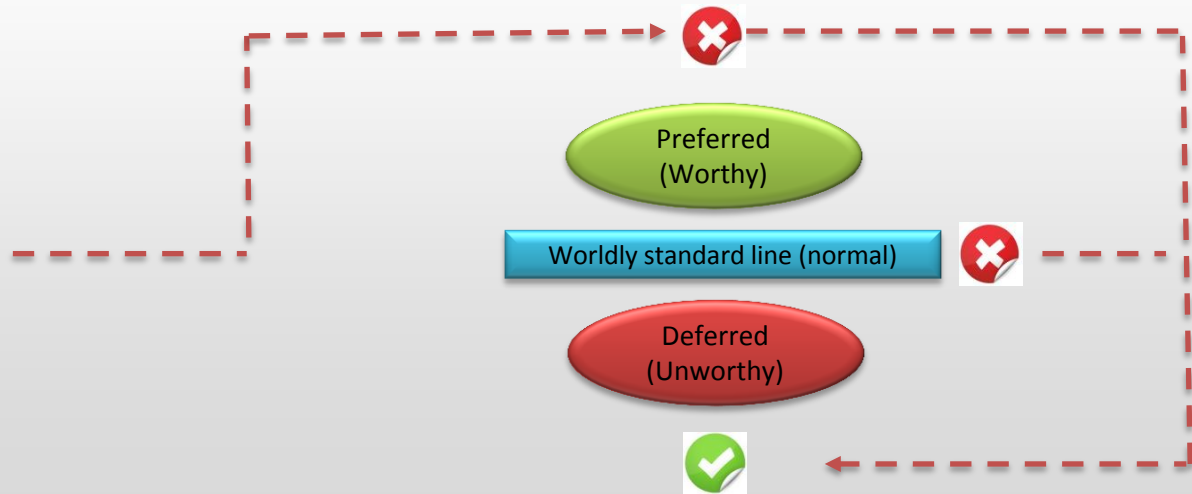 Preferred
(Worthy)
Worldly standard line (normal)
Deferred
(Unworthy)